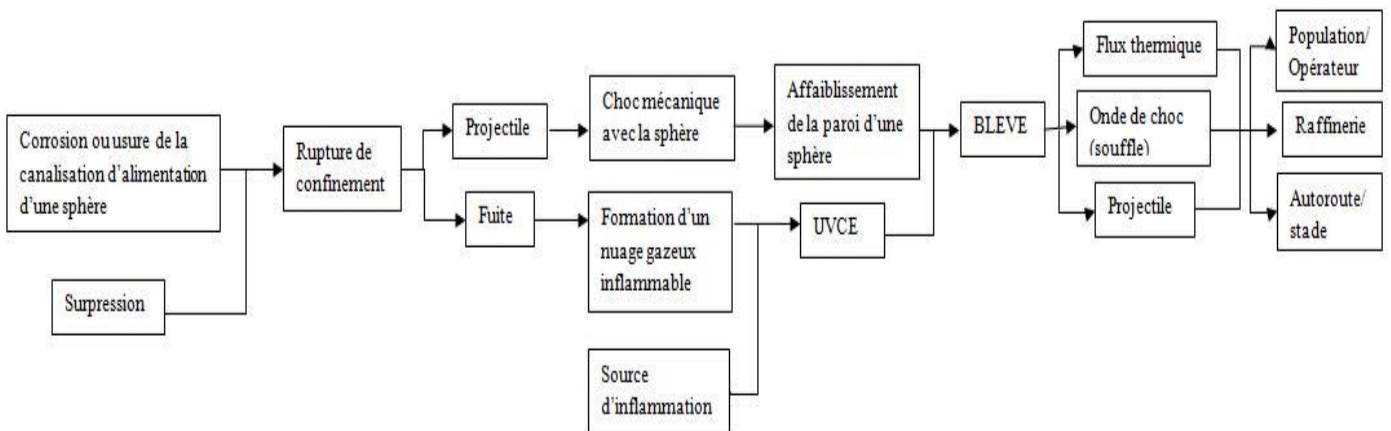 Corrosion ou usure de la
canalisation d'alimentation
d'une sphère
Surpression
Rupture de
confinement
Projectile
Fuite
Choc mécanique
avec la sphère
Formation d'un
nuage gazeux
inflammable
Source
d'inflammation
Affaiblissement
de la paroi d'une
sphère
UVCE
BLEVE
Flux thermique
Onde de choc
(souffle)
Projectile
Population/
Opérateur
Raffinerie
Autoroute/
stade